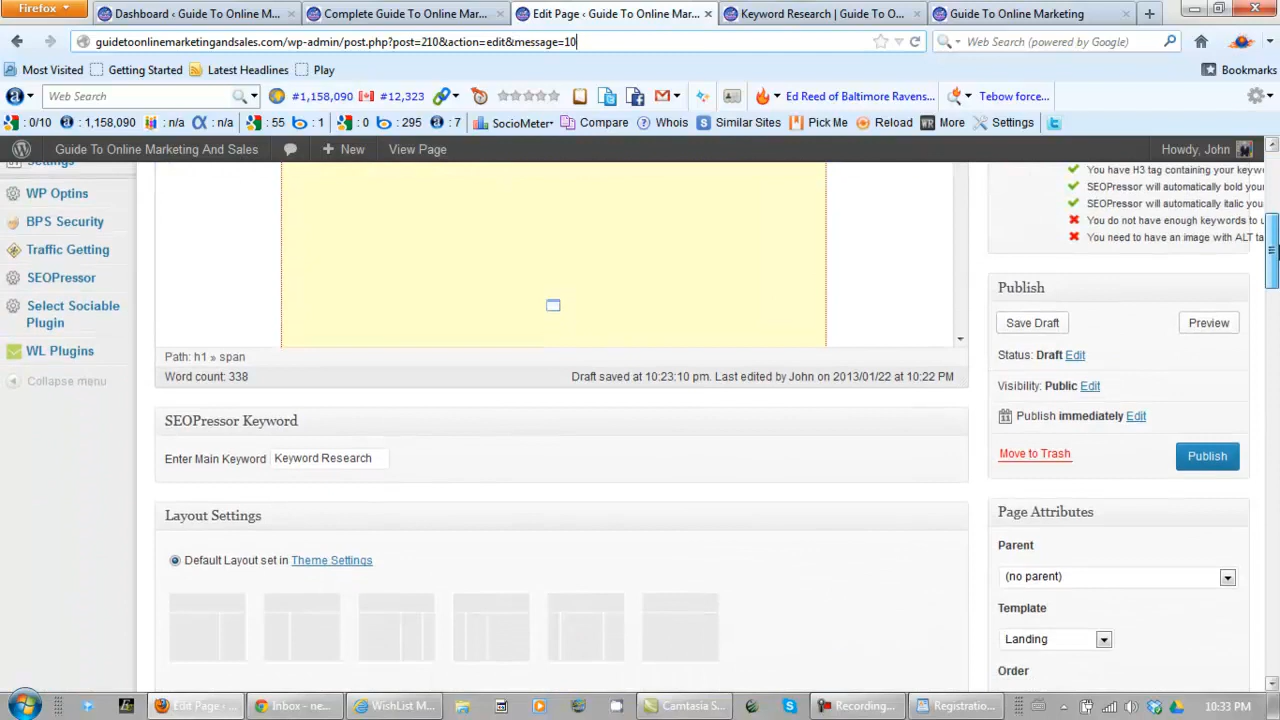 Firefox
Dashboard ‹ Guide To Online M...
Complete Guide To Online Mar...
Edit Page ‹ Guide To Online Mar...
Keyword Research | Guide To O...
Guide To Online Marketing
guidetoonlinemarketingandsales.com/wp-admin/post.php?post=210&action=edit&message=10
Web Search (powered by Google)
Most Visited
Getting Started
Latest Headlines
Play
Bookmarks
Web Search
#1,158,090
#12,323
Ed Reed of Baltimore Ravens...
Tebow force...
: 0/10
: 1,158,090
: n/a
: n/a
: 55
: 1
: 0
: 295
: 7
SocioMeter
Compare
Whois
Similar Sites
Pick Me
Reload
WR More
Settings
Guide To Online Marketing And Sales
New
View Page
Howdy, John
Settings
WP Optins
BPS Security
Traffic Getting
SEOPressor
Select Sociable
Plugin
WL Plugins
Collapse menu
Path: h1 » span
Word count: 338
Draft saved at 10:23:10 pm. Last edited by John on 2013/01/22 at 10:22 PM
SEOPressor Keyword
Enter Main Keyword
Keyword Research
Layout Settings
Default Layout set in Theme Settings
You have H3 tag containing your keyw
SEOPressor will automatically bold you
SEOPressor will automatically italic you
You do not have enough keywords to u
You need to have an image with ALT ta
Publish
Save Draft
Preview
Status: Draft Edit
Visibility: Public Edit
Publish immediately Edit
Move to Trash
Publish
Page Attributes
Parent
(no parent)
Template
Landing
Order
Edit Page ‹ ...
Inbox - ne...
WishList M...
Camtasia S...
Recording...
Registratio...
10:33 PM